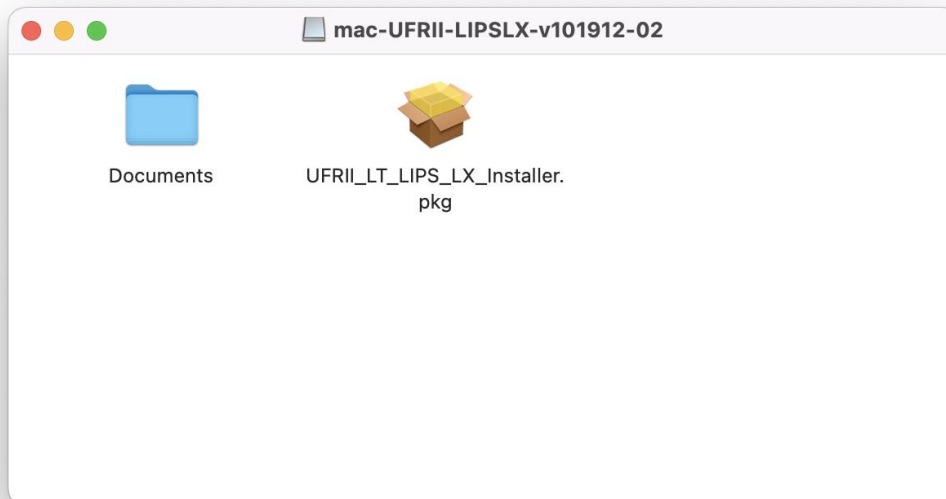 mac-UFRII-LIPSLX-v101912-02
Documents
UFRII_LT_LIPS_LX_Installer.
pkg